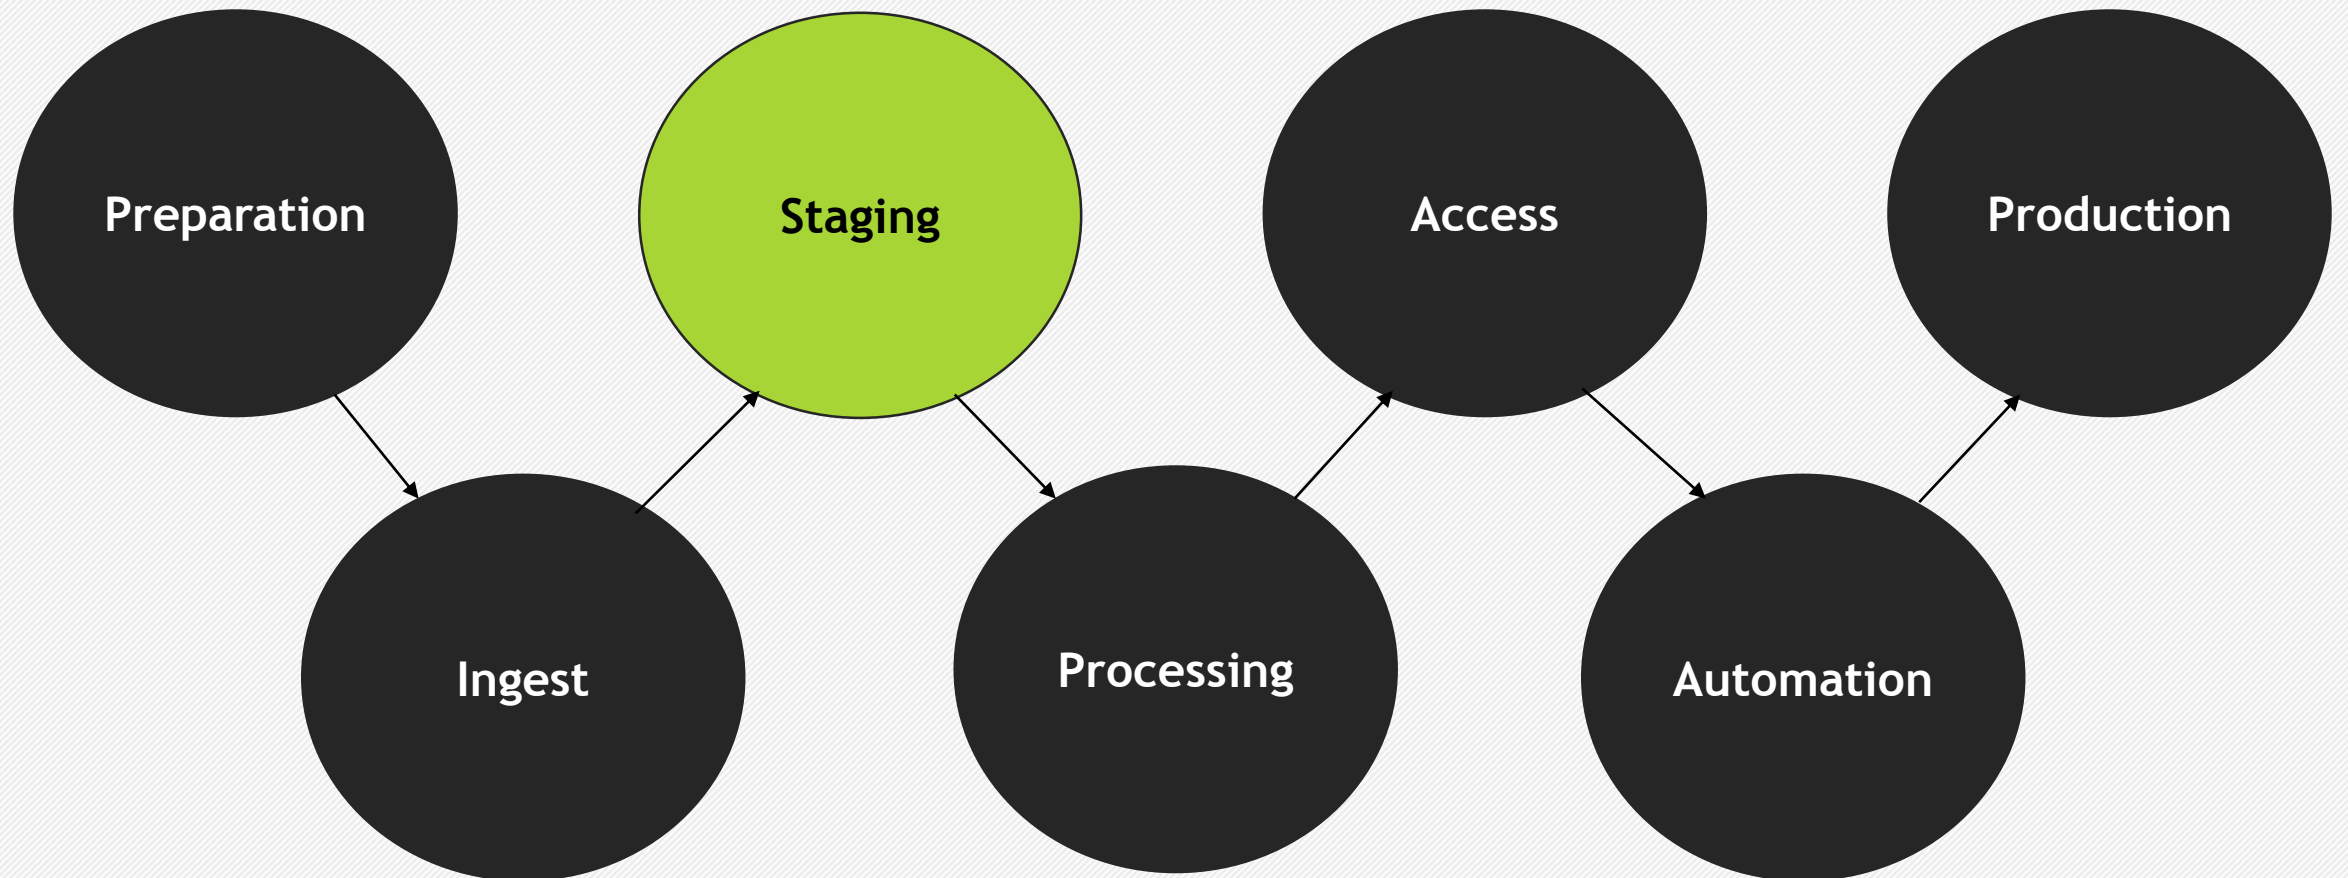 Preparation
Ingest
Staging
Processing
Access
Automation
Production